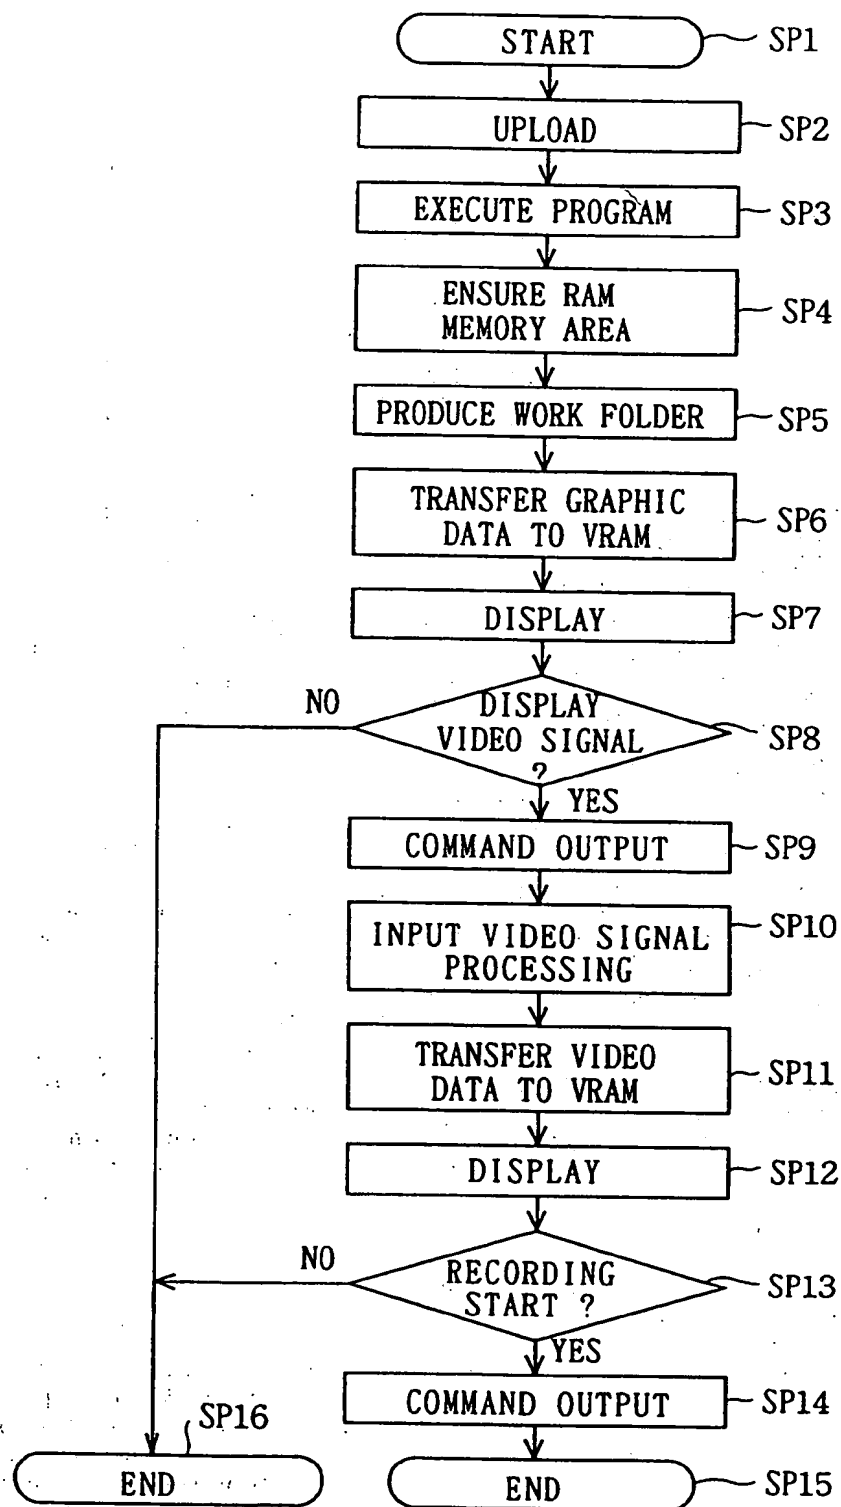 START
SP1
UPLOAD
SP2
EXECUTE PROGRAM
SP3
ENSURE RAM
MEMORY AREA
SP4
PRODUCE WORK FOLDER
SP5
TRANSFER GRAPHIC
DATA TO VRAM
SP6
DISPLAY
SP7
NO
DISPLAY
VIDEO SIGNAL
?
SP8
YES
COMMAND OUTPUT
SP9
INPUT VIDEO SIGNAL
PROCESSING
SP10
TRANSFER VIDEO
DATA TO VRAM
SP11
DISPLAY
SP12
NO
RECORDING
START ?
SP13
YES
COMMAND OUTPUT
SP14
SP16
END
END
SP15